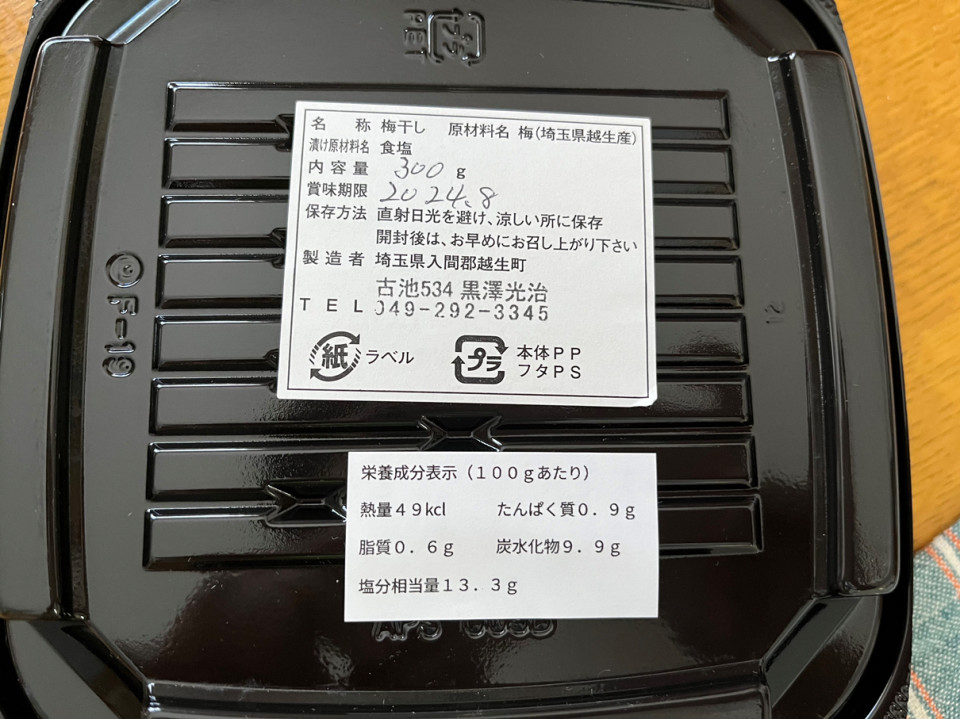 プラ
PET
名称 梅干し 原材料名 梅(埼玉県越生産)
漬け原材料名 食塩
内容量 300 g
賞味期限 2024.8
保存方法 直射日光を避け、涼しい所に保存
開封後は、お早めにお召し上がり下さい
製造者 埼玉県入間郡越生町
古池534 黒澤光治
TEL 049-292-3345
紙 ラベル プラ 本体PP
フタPS
F-19
12
栄養成分表示(100gあたり)
熱量49kcl たんぱく質0.9g
脂質0.6g 炭水化物9.9g
塩分相当量13.3g